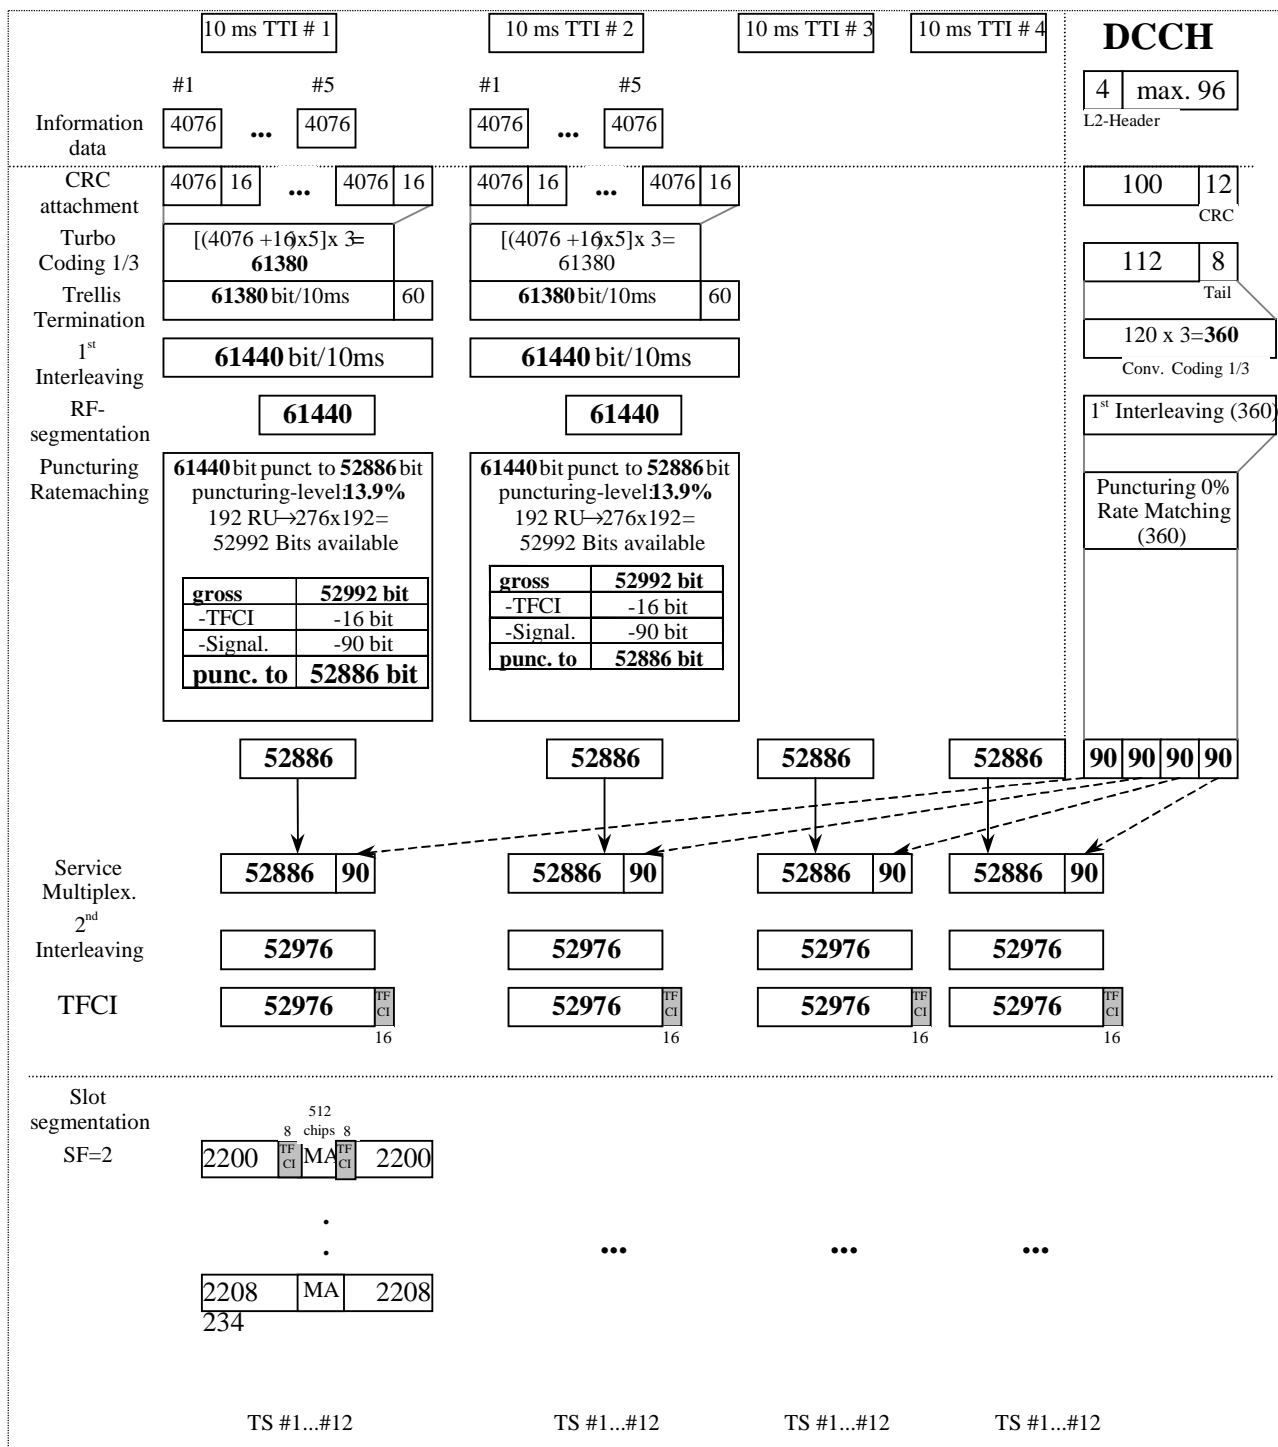 10 ms TTI # 1
10 ms TTI # 2
10 ms TTI # 3
10 ms TTI # 4
DCCH
#1 #5 #1 #5
4 max. 96
L2-Header
Information
data
4076 ... 4076
4076 ... 4076
CRC
attachment
4076 16 ... 4076 16
4076 16 ... 4076 16
100 12
CRC
Turbo
Coding 1/3
[(4076 +16)x5]x 3=
61380
[(4076 +16)x5]x 3=
61380
112 8
Tail
Trellis
Termination
61380 bit/10ms 60
61380 bit/10ms 60
120 x 3=360
Conv. Coding 1/3
1st
Interleaving
61440 bit/10ms
61440 bit/10ms
RF-
segmentation
61440
61440
1st Interleaving (360)
Puncturing
Ratemaching
61440 bit punct. to 52886 bit
puncturing-level:13.9%
192 RU→276x192=
52992 Bits available
gross 52992 bit
-TFCI -16 bit
-Signal. -90 bit
punc. to 52886 bit
61440 bit punct. to 52886 bit
puncturing-level:13.9%
192 RU→276x192=
52992 Bits available
gross 52992 bit
-TFCI -16 bit
-Signal. -90 bit
punc. to 52886 bit
Puncturing 0%
Rate Matching
(360)
52886 52886 52886 52886 90 90 90 90
Service
Multiplex.
52886 90 52886 90 52886 90 52886 90
2nd
Interleaving
52976 52976 52976 52976
TFCI
52976 TF CI 52976 TF CI 52976 TF CI 52976 TF CI
16 16 16 16
Slot
segmentation
SF=2
512
8 chips 8
2200 TF CI MA TF CI 2200
.
.
... ... ...
2208 MA 2208
234
TS #1...#12 TS #1...#12 TS #1...#12 TS #1...#12